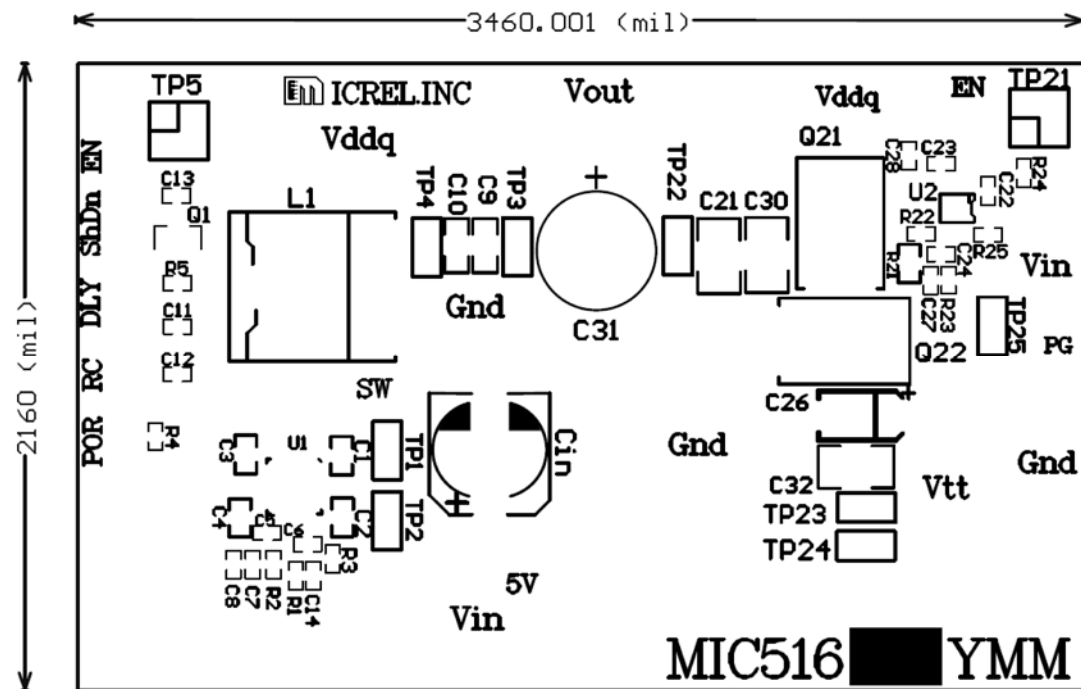 3460.001 (mil)
2160 (mil)
TP5
ICREL.INC
Vout
EN
TP21
Vddq
Vddq
Q21
C28
C23
R24
EN
C13
L1
TP4
C10
C9
TP3
TP22
C21
C30
U2
C22
ShDn
Q1
R22
R25
R21
C24
Vin
R5
Gnd
C27
R23
TP25
DLY
C11
C31
Q22
PG
RC
C12
SW
C26
POR
R4
C3
U1
C1
TP1
Cin
Gnd
C32
Vtt
Gnd
C4
C5
C6
C2
TP2
TP23
R3
TP24
C8
C7
R2
R1
C14
5V
Vin
MIC516
YMM